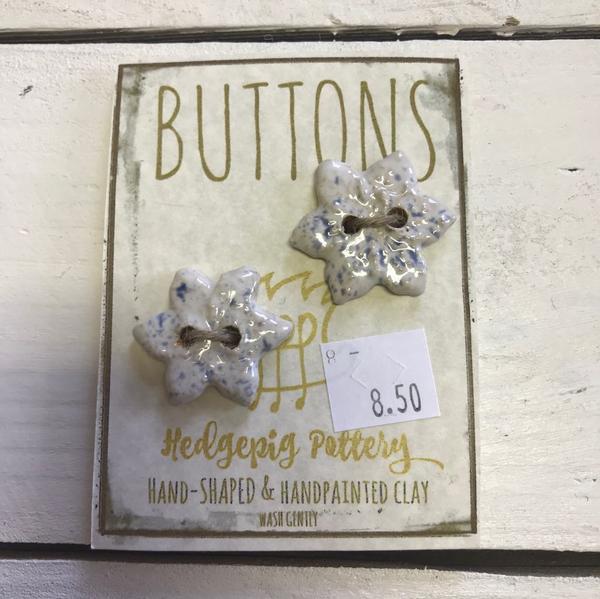 BUTTONS
8.50
Hedgepig Pottery
HAND-SHAPED & HANDPAINTED CLAY
WASH GENTLY